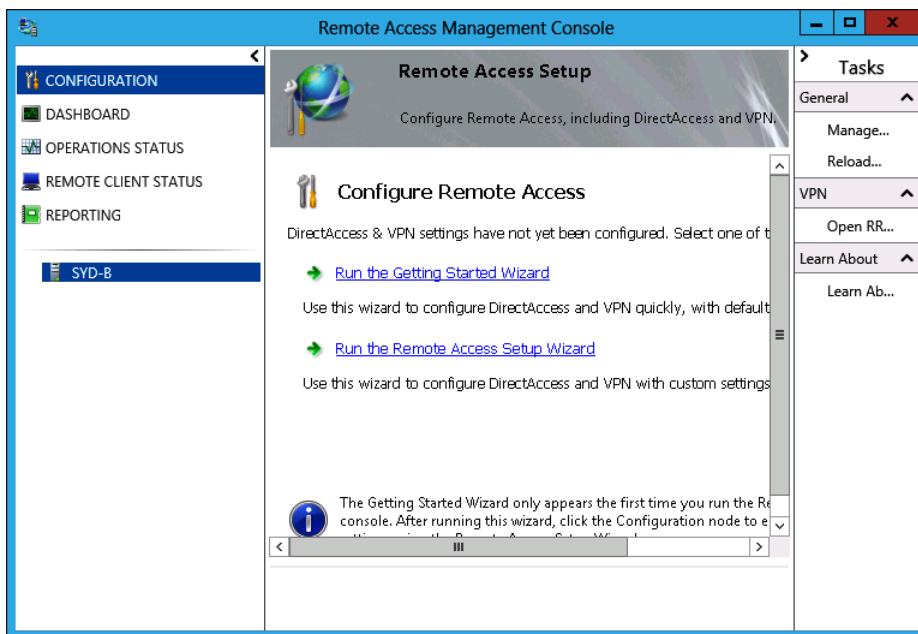 Remote Access Management Console
CONFIGURATION
DASHBOARD
OPERATIONS STATUS
REMOTE CLIENT STATUS
REPORTING
SYD-B
Remote Access Setup
Configure Remote Access, including DirectAccess and VPN.
Configure Remote Access
DirectAccess & VPN settings have not yet been configured. Select one of t
Run the Getting Started Wizard
Use this wizard to configure DirectAccess and VPN quickly, with default
Run the Remote Access Setup Wizard
Use this wizard to configure DirectAccess and VPN with custom settings
The Getting Started Wizard only appears the first time you run the Re
console. After running this wizard, click the Configuration node to e
Tasks
General
Manage...
Reload...
VPN
Open RR...
Learn About
Learn Ab...